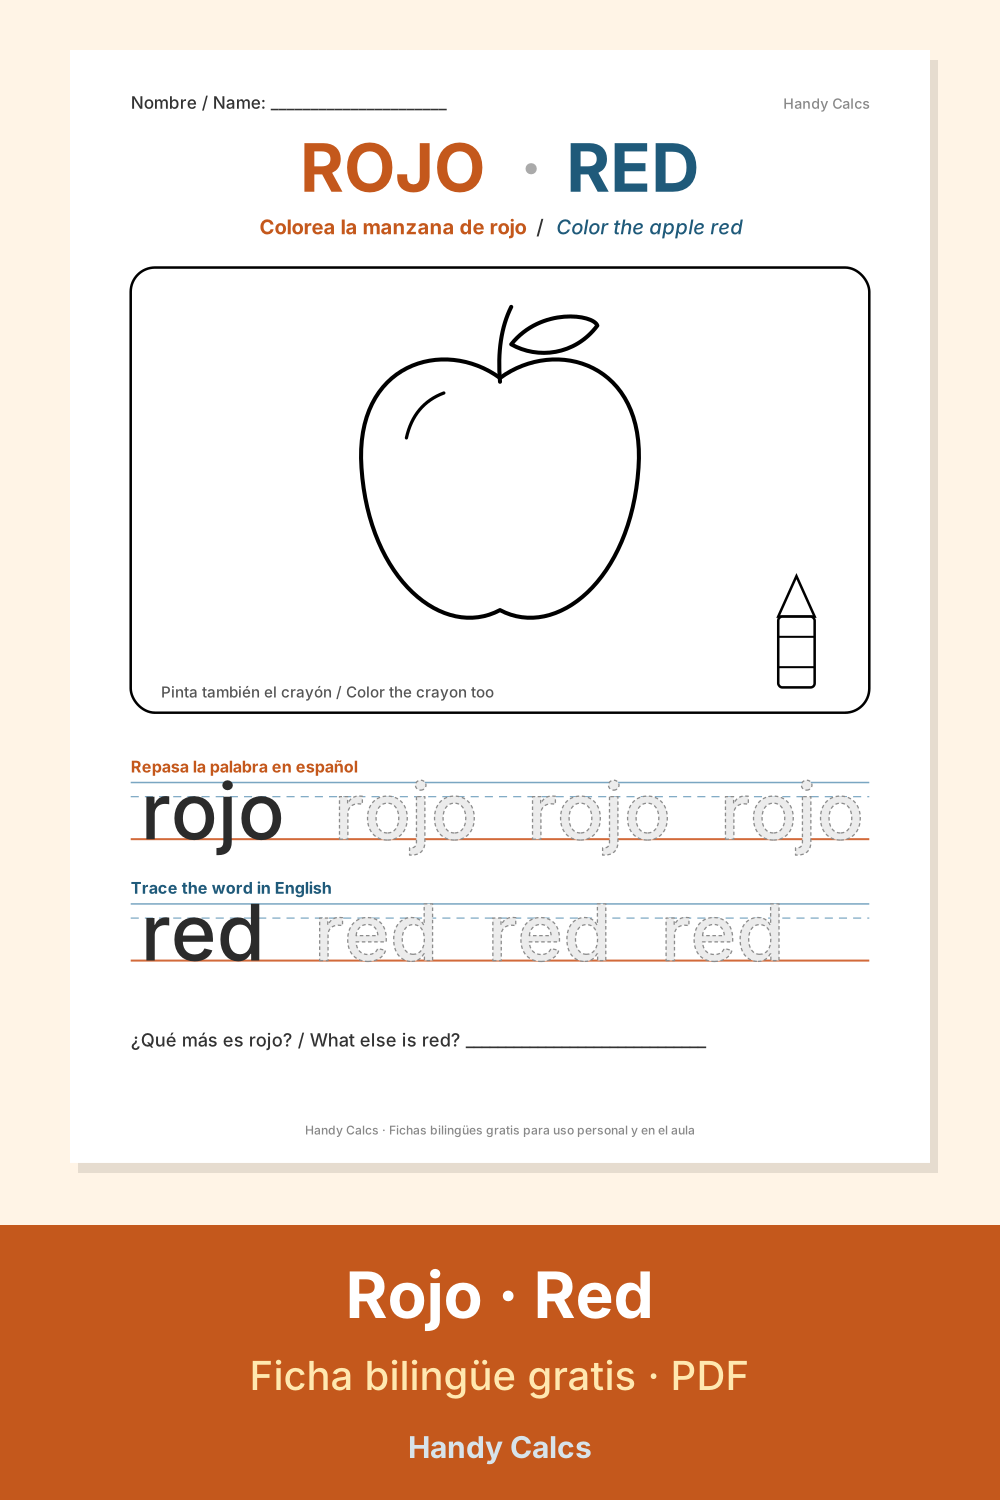 Nombre / Name: ______________________ Handy Calcs
ROJO • RED
Colorea la manzana de rojo / Color the apple red
Pinta también el crayón / Color the crayon too
Repasa la palabra en español
rojo rojo rojo rojo
Trace the word in English
red red red red
¿Qué más es rojo? / What else is red? ________________________
Handy Calcs · Fichas bilingües gratis para uso personal y en el aula
Rojo · Red
Ficha bilingüe gratis · PDF
Handy Calcs